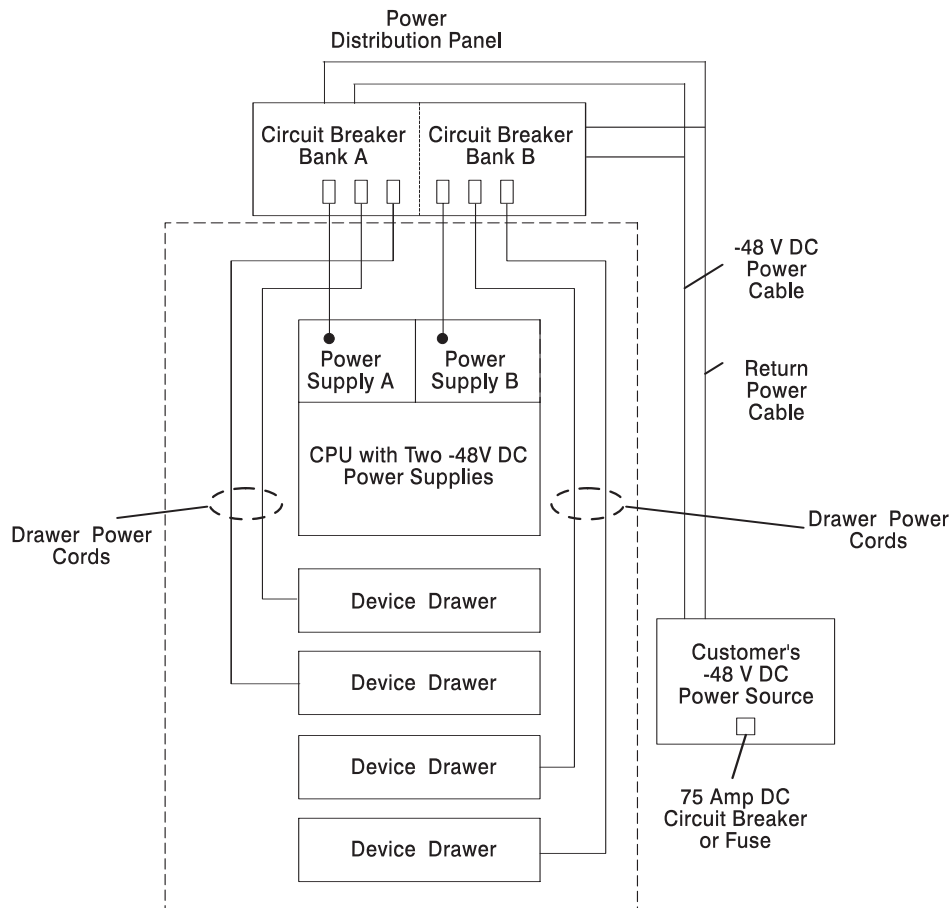 Power
Distribution Panel
Circuit Breaker
Bank A
Circuit Breaker
Bank B
-48 V DC
Power
Cable
Power
Supply A
Power
Supply B
Return
Power
Cable
CPU with Two -48V DC
Power Supplies
Drawer Power
Cords
Drawer Power
Cords
Device Drawer
Device Drawer
Device Drawer
Device Drawer
Customer's
-48 V DC
Power Source
75 Amp DC
Circuit Breaker
or Fuse